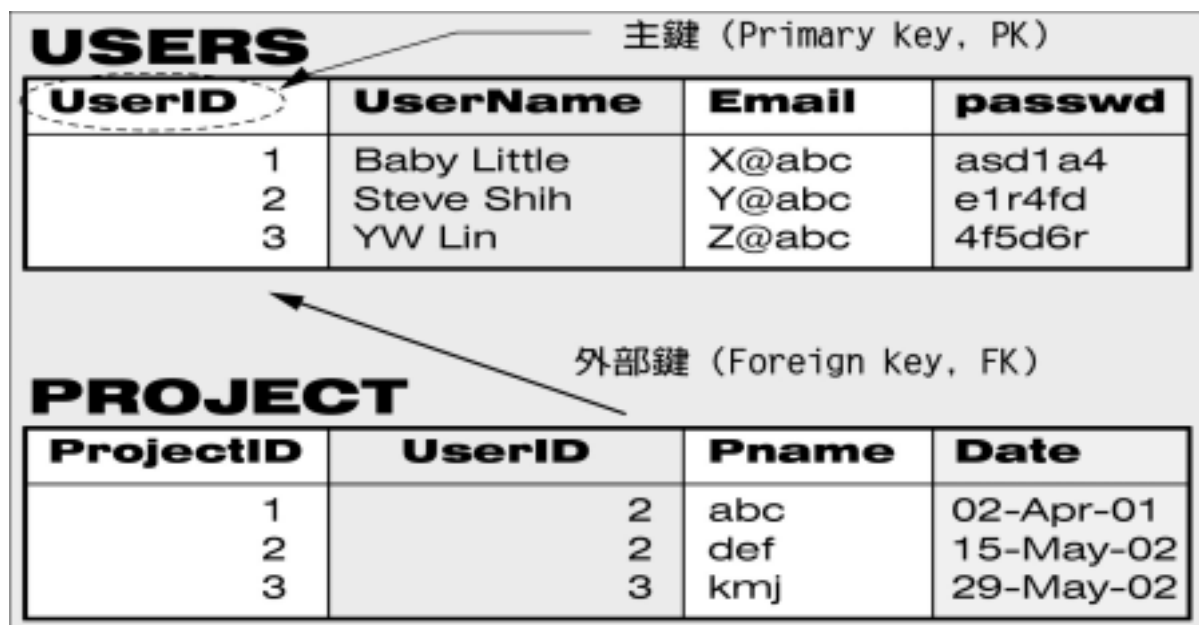 USERS
主鍵 (Primary key, PK)
UserID UserName Email passwd
1 Baby Little X@abc asd1a4
2 Steve Shih Y@abc e1r4fd
3 YW Lin Z@abc 4f5d6r
外部鍵 (Foreign key, FK)
PROJECT
ProjectID UserID Pname Date
1 2 abc 02-Apr-01
2 2 def 15-May-02
3 3 kmj 29-May-02